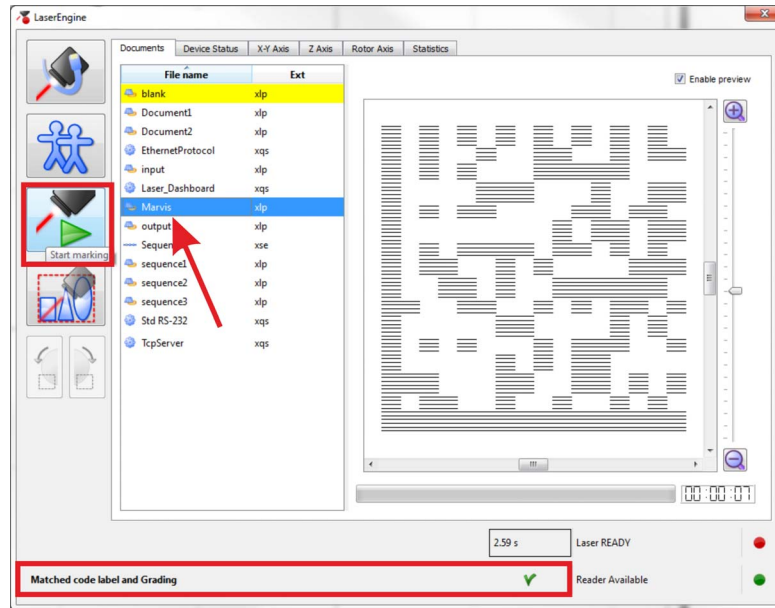 LaserEngine
Documents Device Status X-Y Axis Z Axis Rotor Axis Statistics
File name Ext
Enable preview
blank xlp
Document1 xlp
Document2 xlp
EthernetProtocol xqs
input xlp
Laser_Dashboard xqs
Marvis xlp
output xlp
Sequen xse
Start marking
sequence1 xlp
sequence2 xlp
sequence3 xlp
Std RS-232 xqs
TcpServer xqs
00:00:07
2.59 s Laser READY
Matched code label and Grading Reader Available